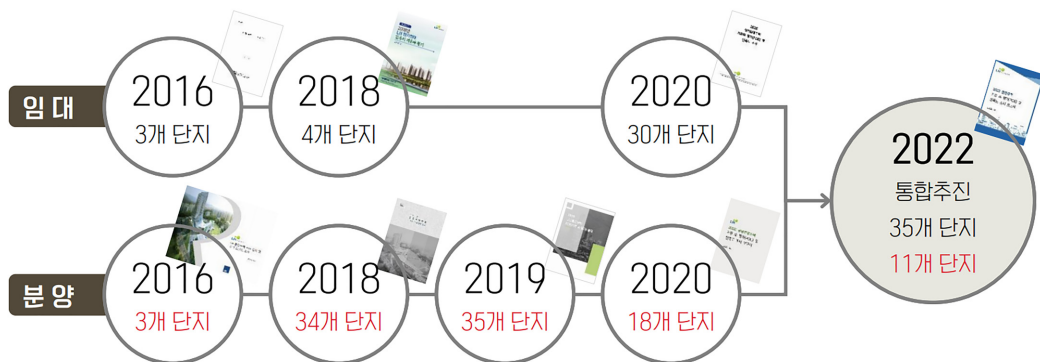 임대
2016
3개 단지
2018
4개 단지
2020
30개 단지
분양
2016
3개 단지
2018
34개 단지
2019
35개 단지
2020
18개 단지
2022
통합추진
35개 단지
11개 단지